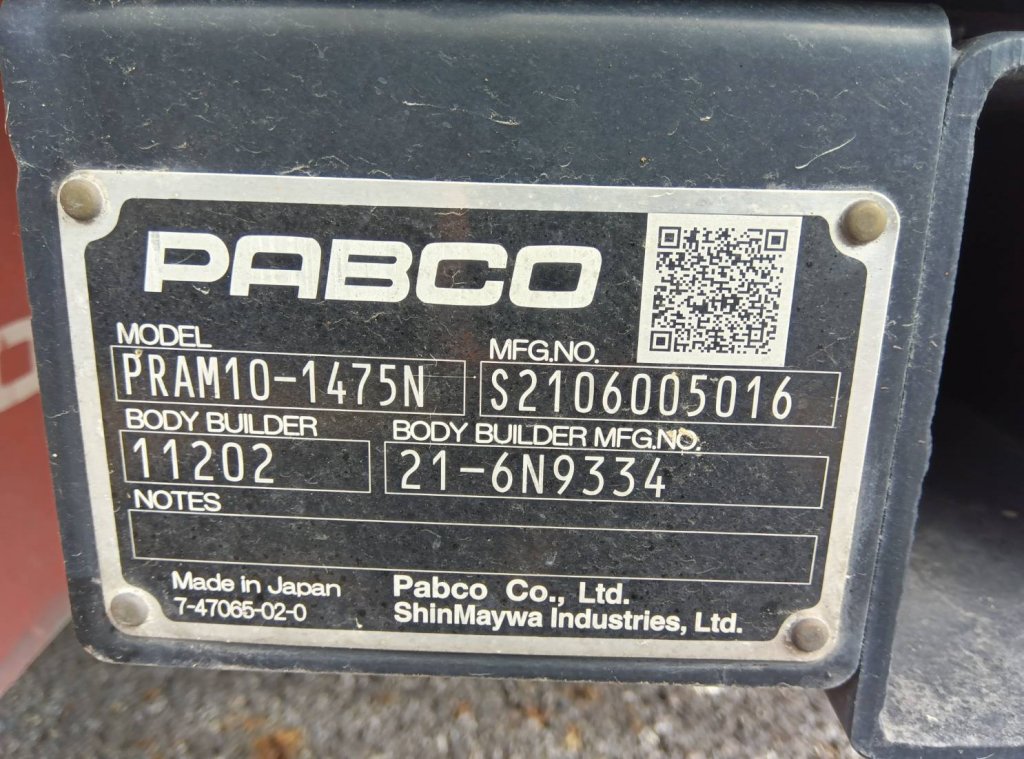 PABCO
MODEL
MFG.NO.
PRAM10-1475N
S2106005016
BODY BUILDER
BODY BUILDER MFG.NO.
11202
21-6N9334
NOTES
Made in Japan
7-47065-02-0
Pabco Co., Ltd.
ShinMaywa Industries, Ltd.